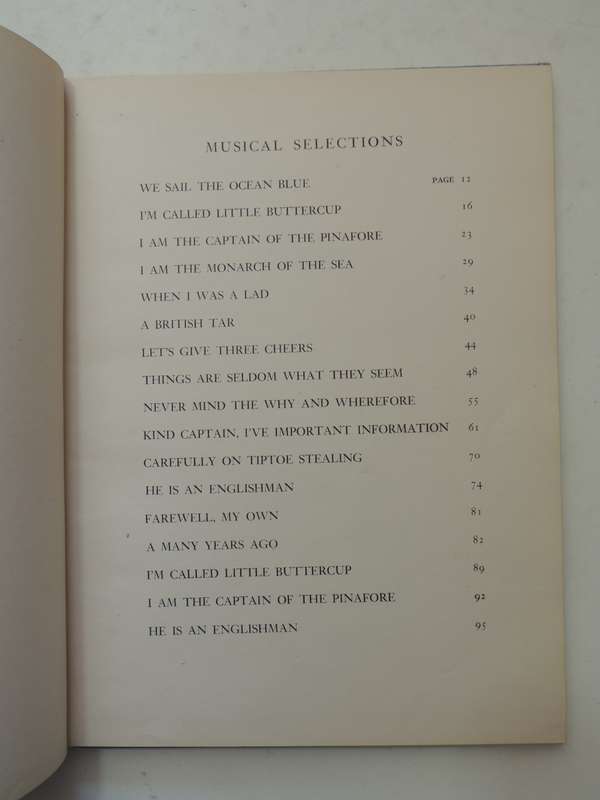 MUSICAL SELECTIONS
WE SAIL THE OCEAN BLUE PAGE 12
I'M CALLED LITTLE BUTTERCUP 16
I AM THE CAPTAIN OF THE PINAFORE 23
I AM THE MONARCH OF THE SEA 29
WHEN I WAS A LAD 34
A BRITISH TAR 40
LET'S GIVE THREE CHEERS 44
THINGS ARE SELDOM WHAT THEY SEEM 48
NEVER MIND THE WHY AND WHEREFORE 55
KIND CAPTAIN, I'VE IMPORTANT INFORMATION 61
CAREFULLY ON TIPTOE STEALING 70
HE IS AN ENGLISHMAN 74
FAREWELL, MY OWN 81
A MANY YEARS AGO 82
I'M CALLED LITTLE BUTTERCUP 89
I AM THE CAPTAIN OF THE PINAFORE 92
HE IS AN ENGLISHMAN 95